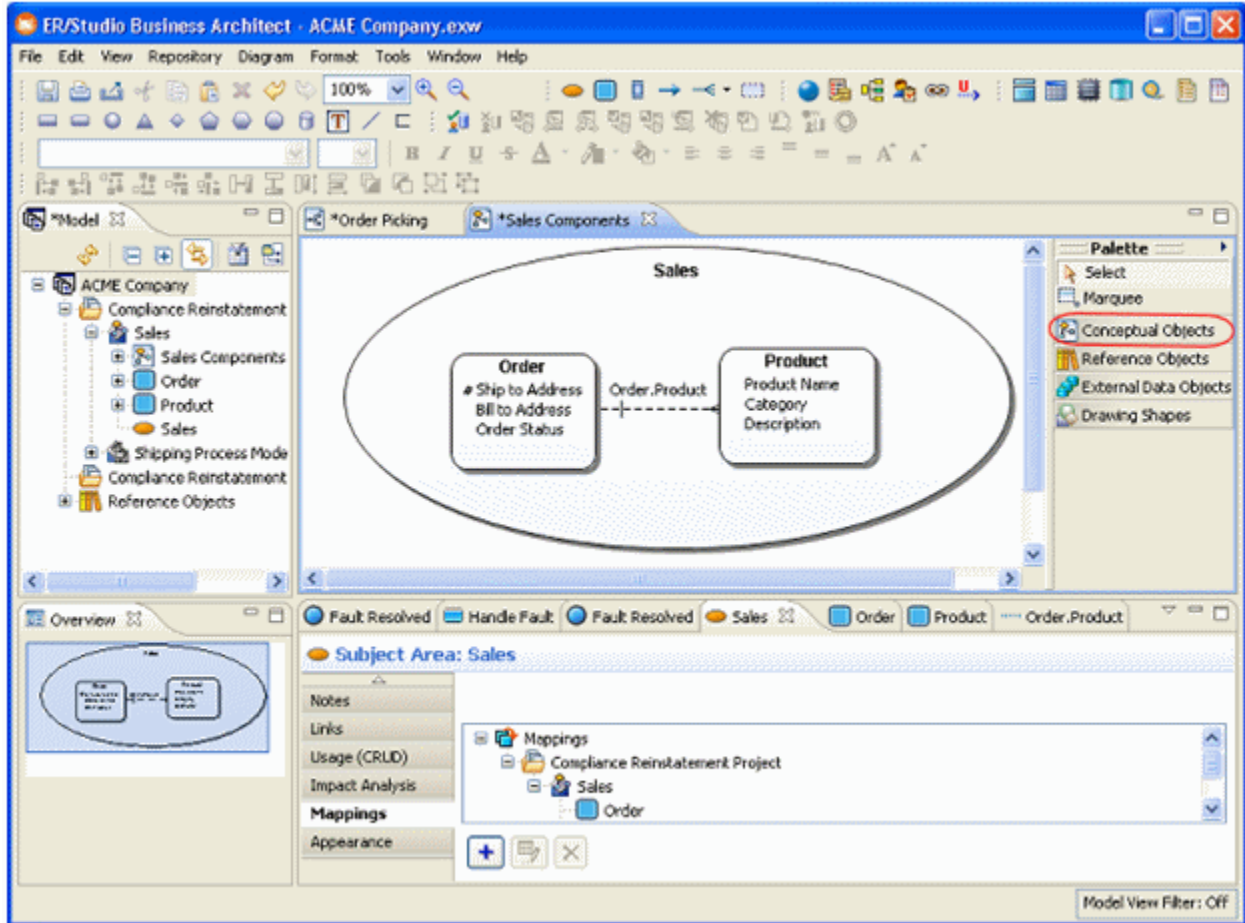 ER/Studio Business Architect - ACME Company.exw
File Edit View Repository Diagram Format Tools Window Help
100%
T
B I U S A A A
*Model
*Order Picking
*Sales Components
ACME Company
Compliance Reinstatement
Sales
Sales Components
Order
Product
Sales
Shipping Process Mode
Compliance Reinstatement
Reference Objects
Sales
Order
# Ship to Address
Bill to Address
Order Status
Order.Product
Product
Product Name
Category
Description
Palette
Select
Marquee
Conceptual Objects
Reference Objects
External Data Objects
Drawing Shapes
Overview
Fault Resolved Handle Fault Fault Resolved Sales Order Product Order.Product
Subject Area: Sales
Notes
Links
Usage (CRUD)
Impact Analysis
Mappings
Appearance
Mappings
Compliance Reinstatement Project
Sales
Order
Model View Filter: Off